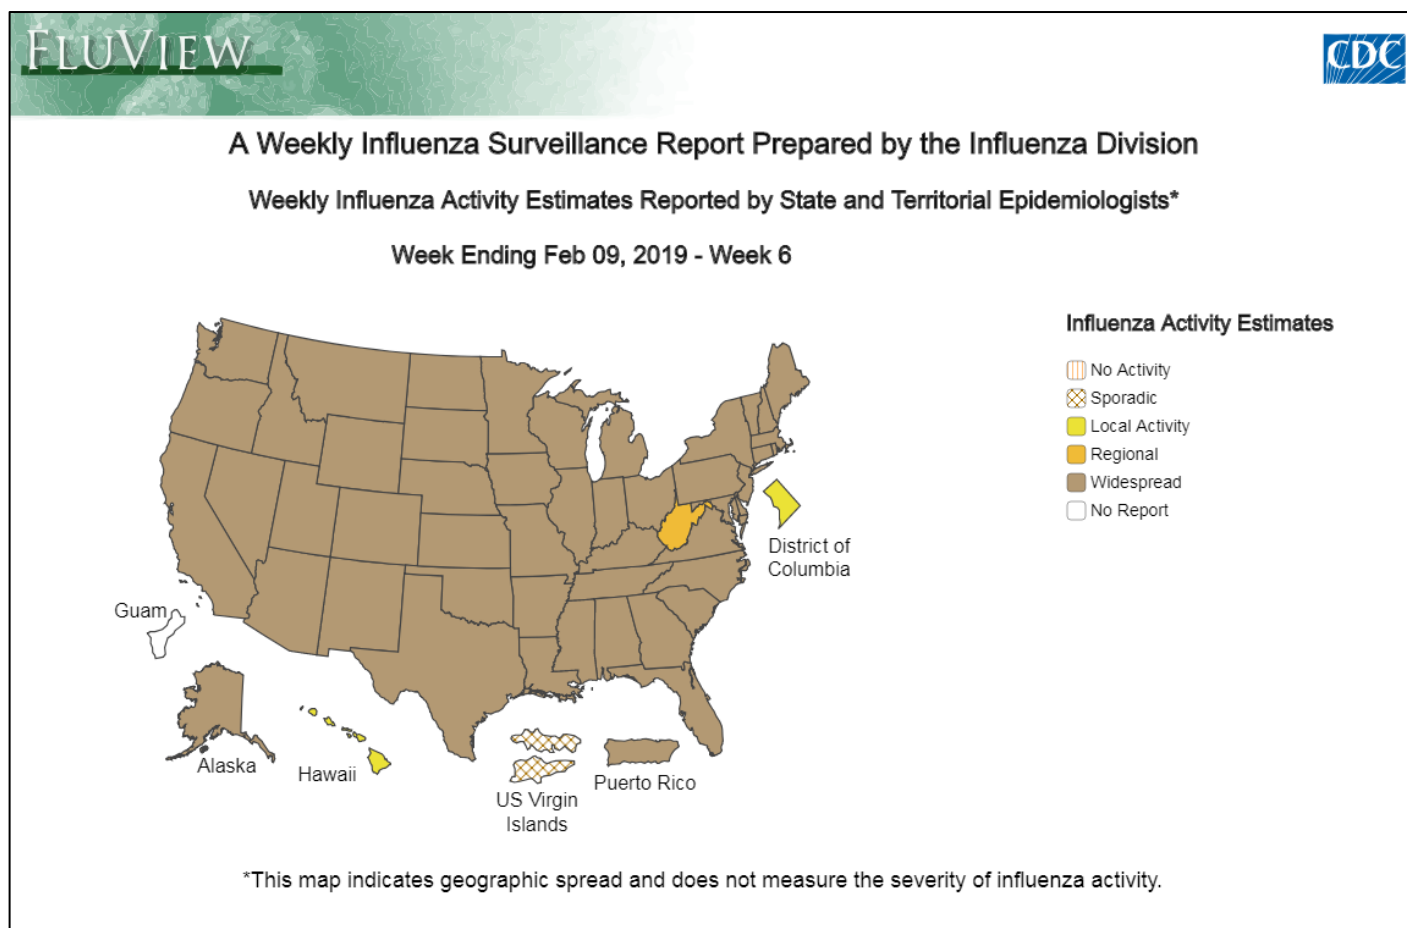 FLUVIEW
CDC
A Weekly Influenza Surveillance Report Prepared by the Influenza Division
Weekly Influenza Activity Estimates Reported by State and Territorial Epidemiologists*
Week Ending Feb 09, 2019 - Week 6
Influenza Activity Estimates
No Activity
Sporadic
Local Activity
Regional
Widespread
No Report
District of
Columbia
Guam
Alaska
Hawaii
US Virgin
Islands
Puerto Rico
*This map indicates geographic spread and does not measure the severity of influenza activity.